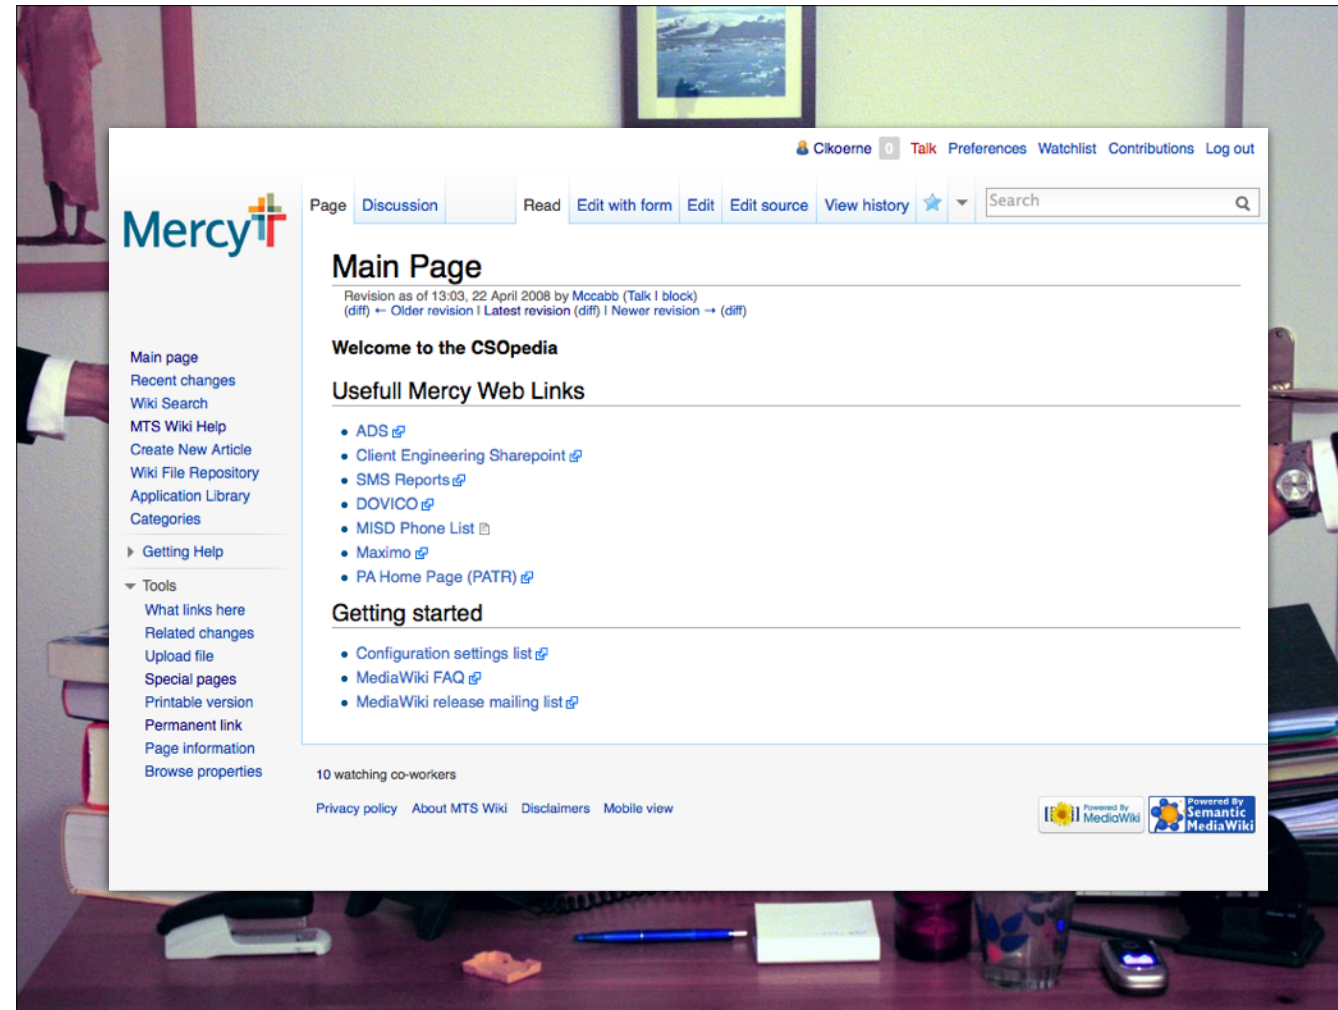 Clkoerne 0 Talk Preferences Watchlist Contributions Log out
Mercy
Page Discussion Read Edit with form Edit Edit source View history Search
Main Page
Revision as of 13:03, 22 April 2008 by Mccabb (Talk | block)
(diff) ← Older revision | Latest revision (diff) | Newer revision → (diff)
Welcome to the CSOpedia
Usefull Mercy Web Links
ADS
Client Engineering Sharepoint
SMS Reports
DOVICO
MISD Phone List
Maximo
PA Home Page (PATR)
Getting started
Configuration settings list
MediaWiki FAQ
MediaWiki release mailing list
Main page
Recent changes
Wiki Search
MTS Wiki Help
Create New Article
Wiki File Repository
Application Library
Categories
Getting Help
Tools
What links here
Related changes
Upload file
Special pages
Printable version
Permanent link
Page information
Browse properties
10 watching co-workers
Privacy policy About MTS Wiki Disclaimers Mobile view
Powered By
MediaWiki
Powered By
Semantic
MediaWiki